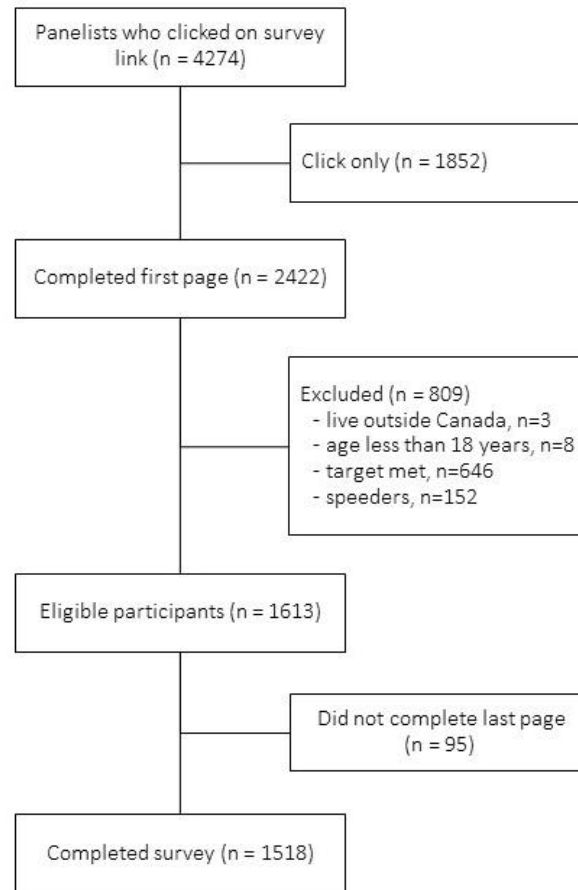 Panelists who clicked on survey
link (n = 4274)
Click only (n = 1852)
Completed first page (n = 2422)
Excluded (n = 809)
- live outside Canada, n=3
- age less than 18 years, n=8
- target met, n=646
- speeders, n=152
Eligible participants (n = 1613)
Did not complete last page
(n = 95)
Completed survey (n = 1518)